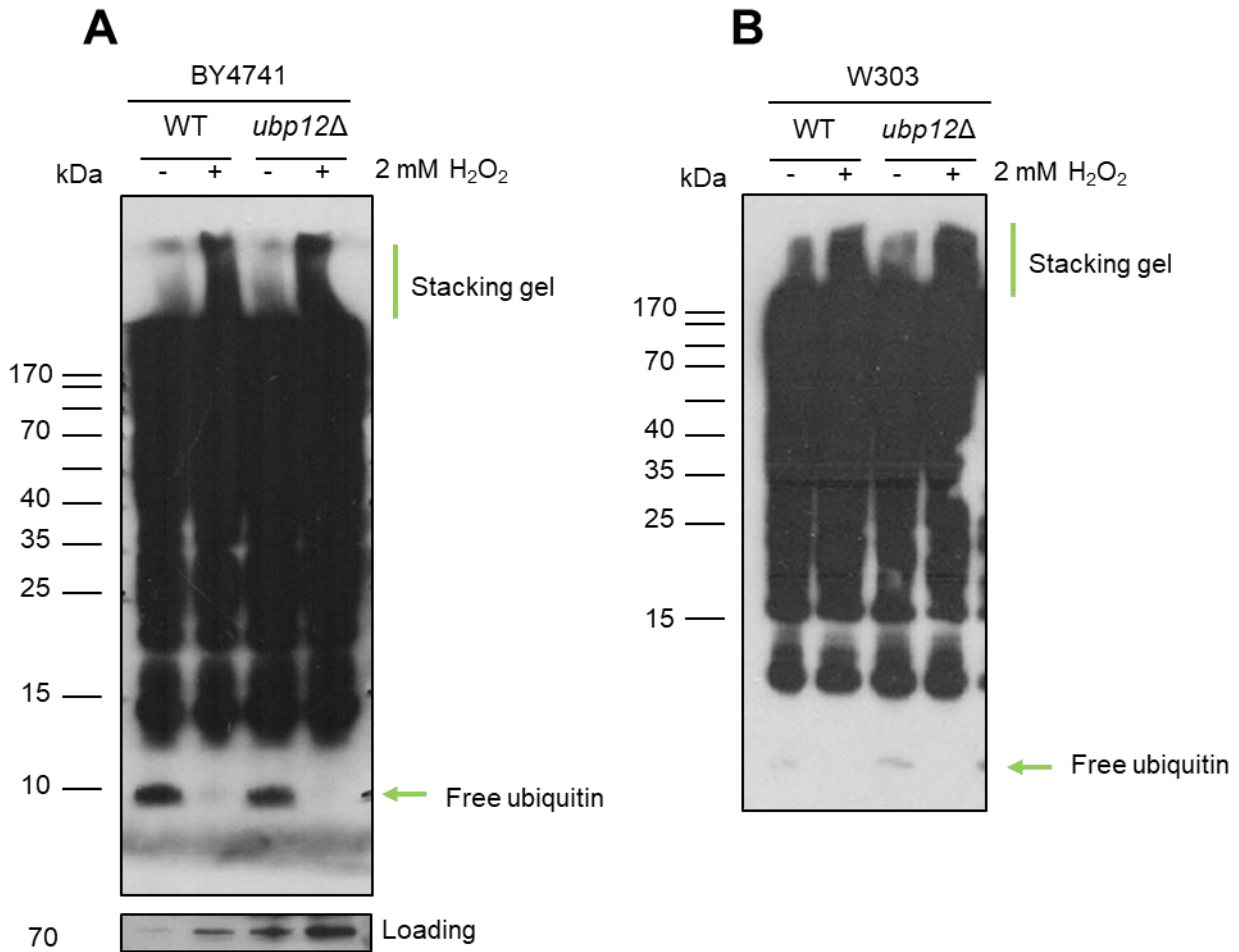 A
BY4741
WT ubp12Δ
kDa - + - + 2 mM H₂O₂
Stacking gel
170
70
40
35
25
15
10
Free ubiquitin
70
Loading
B
W303
WT ubp12Δ
kDa - + - + 2 mM H₂O₂
Stacking gel
170
70
40
35
25
15
Free ubiquitin